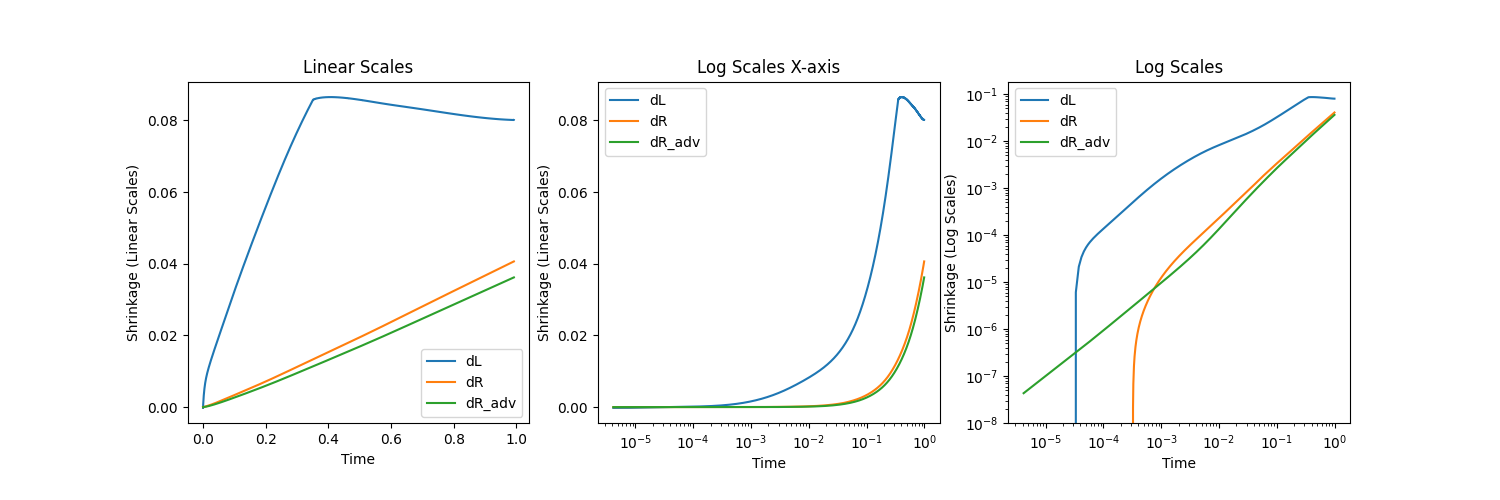 Linear Scales
Shrinkage (Linear Scales)
0.08
0.06
0.04
0.02
0.00
0.0 0.2 0.4 0.6 0.8 1.0
Time
dL
dR
dR_adv
Log Scales X-axis
Shrinkage (Linear Scales)
0.08
0.06
0.04
0.02
0.00
10⁻⁵ 10⁻⁴ 10⁻³ 10⁻² 10⁻¹ 10⁰
Time
dL
dR
dR_adv
Log Scales
Shrinkage (Log Scales)
10⁻¹
10⁻²
10⁻³
10⁻⁴
10⁻⁵
10⁻⁶
10⁻⁷
10⁻⁸
10⁻⁵ 10⁻⁴ 10⁻³ 10⁻² 10⁻¹ 10⁰
Time
dL
dR
dR_adv